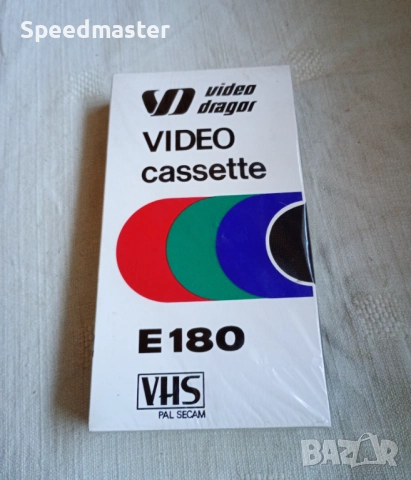 Speedmaster
video
dragor
VIDEO
cassette
E180
VHS
PAL SECAM
BAZAR